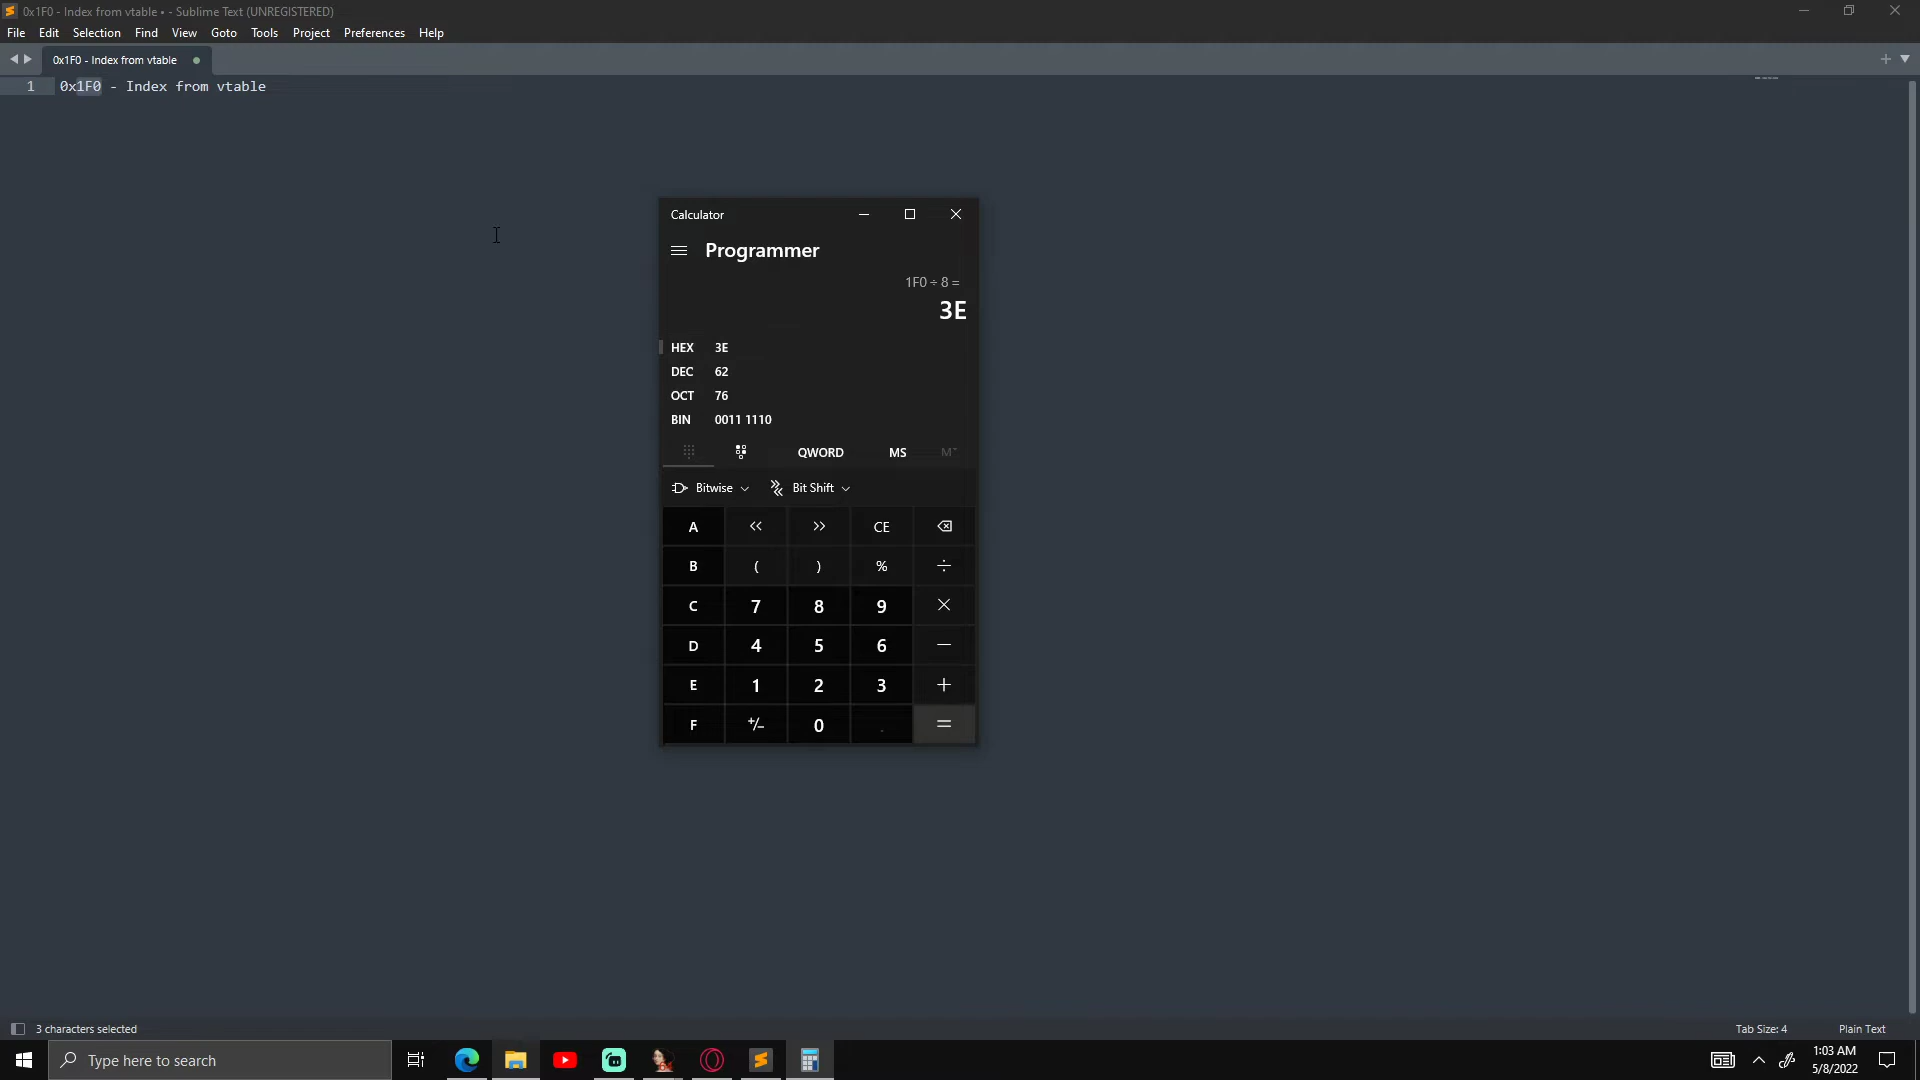 0x1F0 - Index from vtable • - Sublime Text (UNREGISTERED)
File Edit Selection Find View Goto Tools Project Preferences Help
0x1F0 - Index from vtable
1 0x1F0 - Index from vtable
Calculator
Programmer
1F0 ÷ 8 =
3E
HEX 3E
DEC 62
OCT 76
BIN 0011 1110
QWORD MS M˅
Bitwise Bit Shift
A << >> CE
B ( ) % ÷
C 7 8 9 ×
D 4 5 6 −
E 1 2 3 +
F +/− 0 . =
3 characters selected Tab Size: 4 Plain Text
Type here to search
1:03 AM
5/8/2022